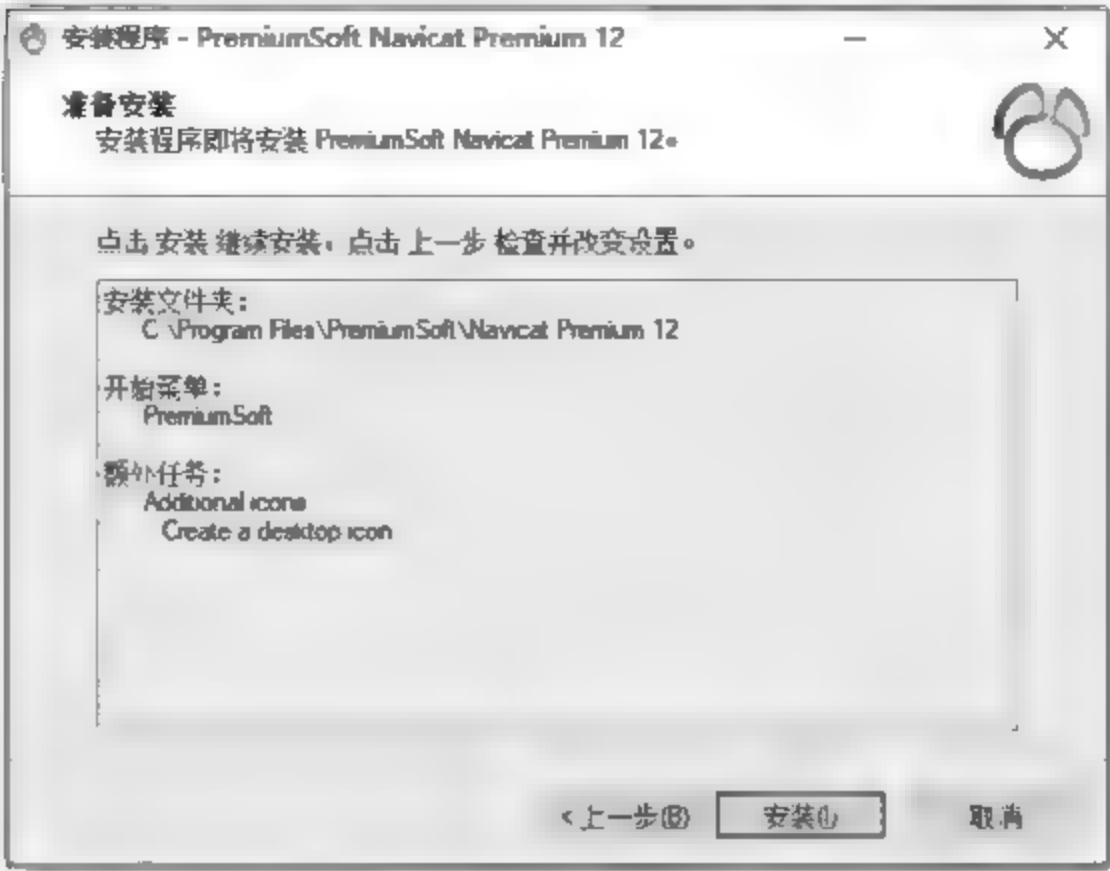 安装程序 - PremiumSoft Navicat Premium 12
准备安装
安装程序即将安装 PremiumSoft Navicat Premium 12。
点击 安装 继续安装，点击 上一步 检查并改变设置。
安装文件夹：
C:\Program Files\PremiumSoft\Navicat Premium 12
开始菜单：
PremiumSoft
额外任务：
Additional icons
Create a desktop icon
<上一步(B)
安装(I)
取消